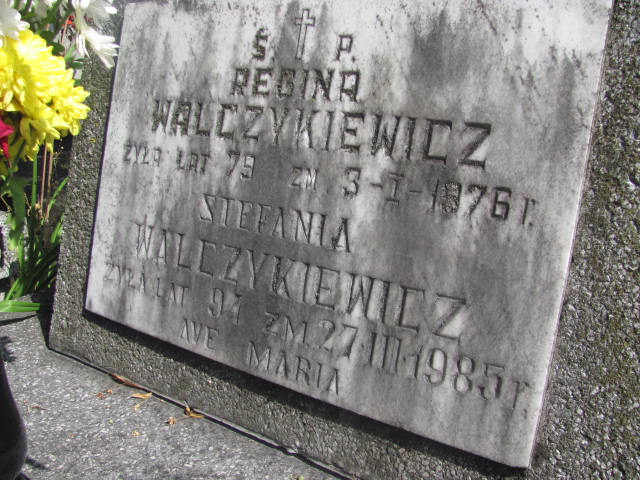 Ś P.
REGINA
WALCZYKIEWICZ
ŻYŁA LAT 79 ZM. 3-I-1976 r.
STEFANIA
WALCZYKIEWICZ
ŻYŁA LAT 94 ZM. 27.III.1985 r.
AVE MARIA